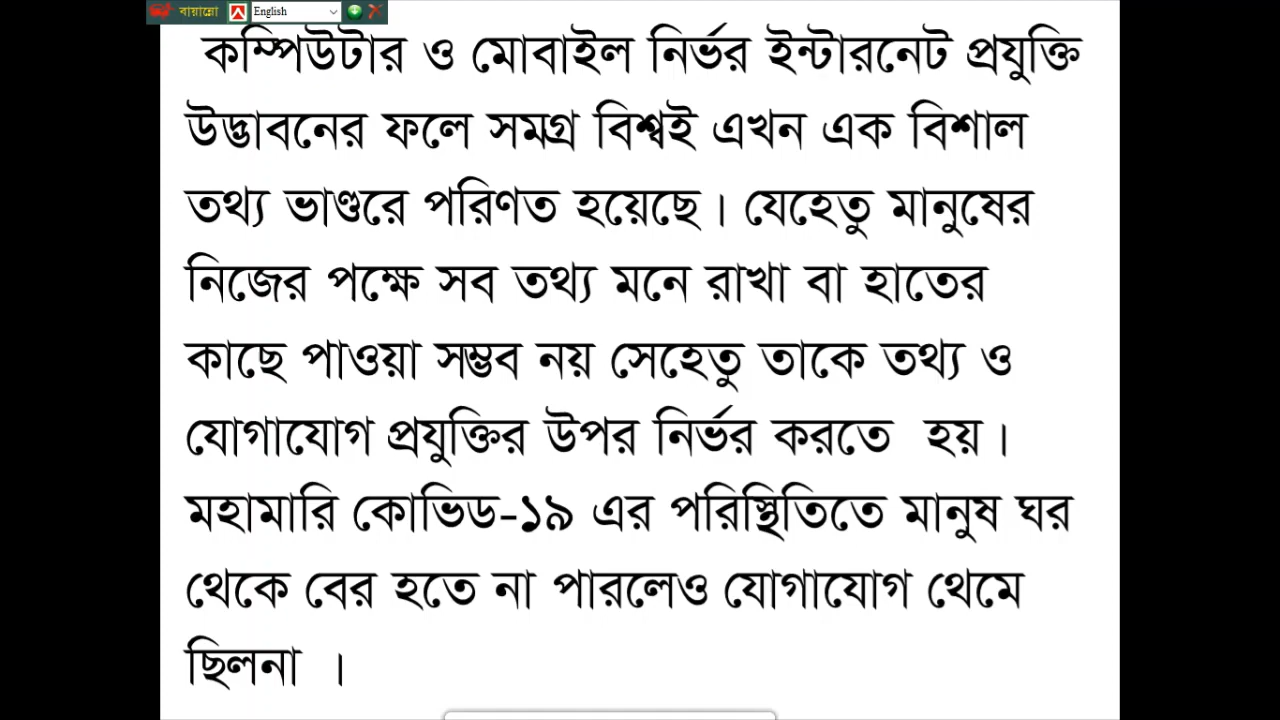 বায়ান্নো English
কম্পিউটার ও মোবাইল নির্ভর ইন্টারনেট প্রযুক্তি
উদ্ভাবনের ফলে সমগ্র বিশ্বই এখন এক বিশাল
তথ্য ভাণ্ডরে পরিণত হয়েছে। যেহেতু মানুষের
নিজের পক্ষে সব তথ্য মনে রাখা বা হাতের
কাছে পাওয়া সম্ভব নয় সেহেতু তাকে তথ্য ও
যোগাযোগ প্রযুক্তির উপর নির্ভর করতে হয়।
মহামারি কোভিড-১৯ এর পরিস্থিতিতে মানুষ ঘর
থেকে বের হতে না পারলেও যোগাযোগ থেমে
ছিলনা ।